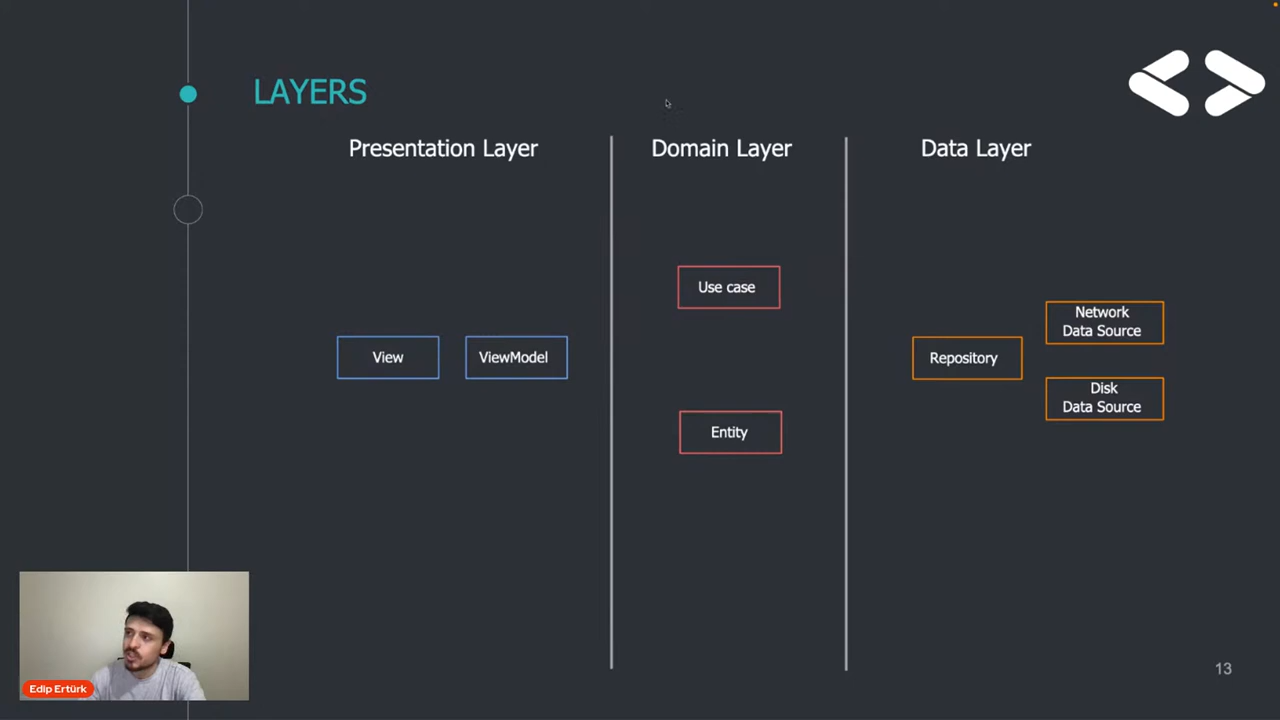 LAYERS
Presentation Layer
Domain Layer
Data Layer
Use case
Network
Data Source
View
ViewModel
Repository
Disk
Data Source
Entity
Edip Ertürk
13